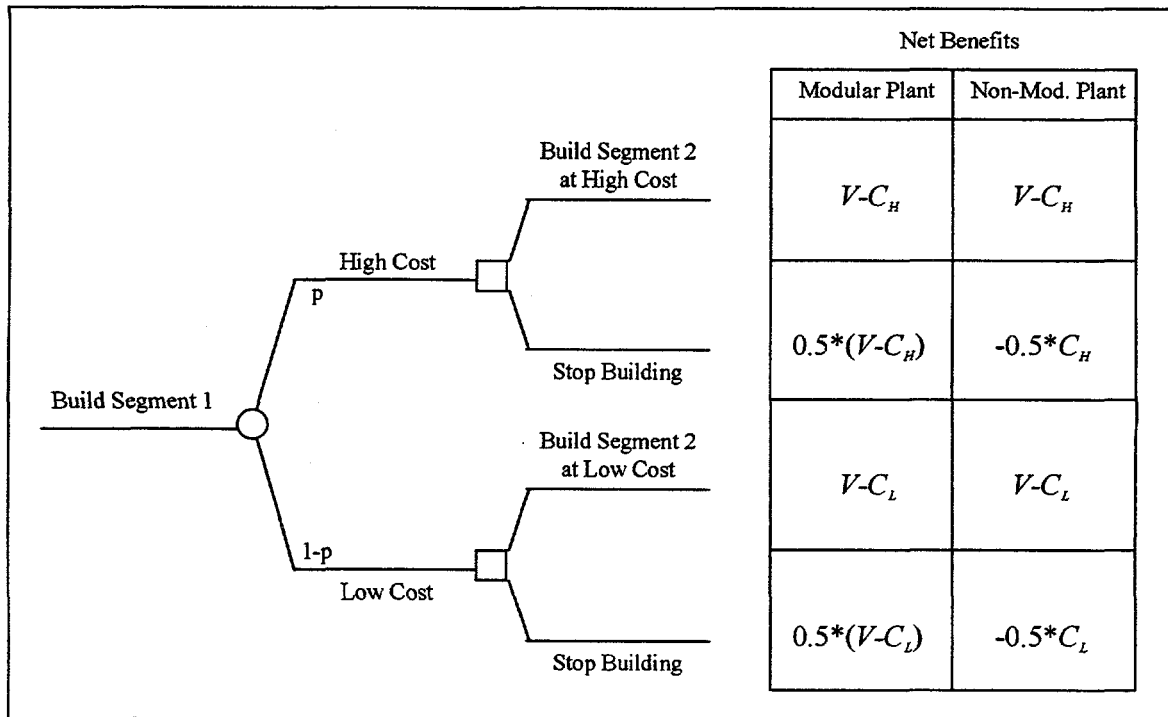 Net Benefits
Modular Plant
Non-Mod. Plant
Build Segment 2
at High Cost
V-C_H
V-C_H
High Cost
p
Stop Building
0.5*(V-C_H)
-0.5*C_H
Build Segment 1
Build Segment 2
at Low Cost
V-C_L
V-C_L
1-p
Low Cost
Stop Building
0.5*(V-C_L)
-0.5*C_L